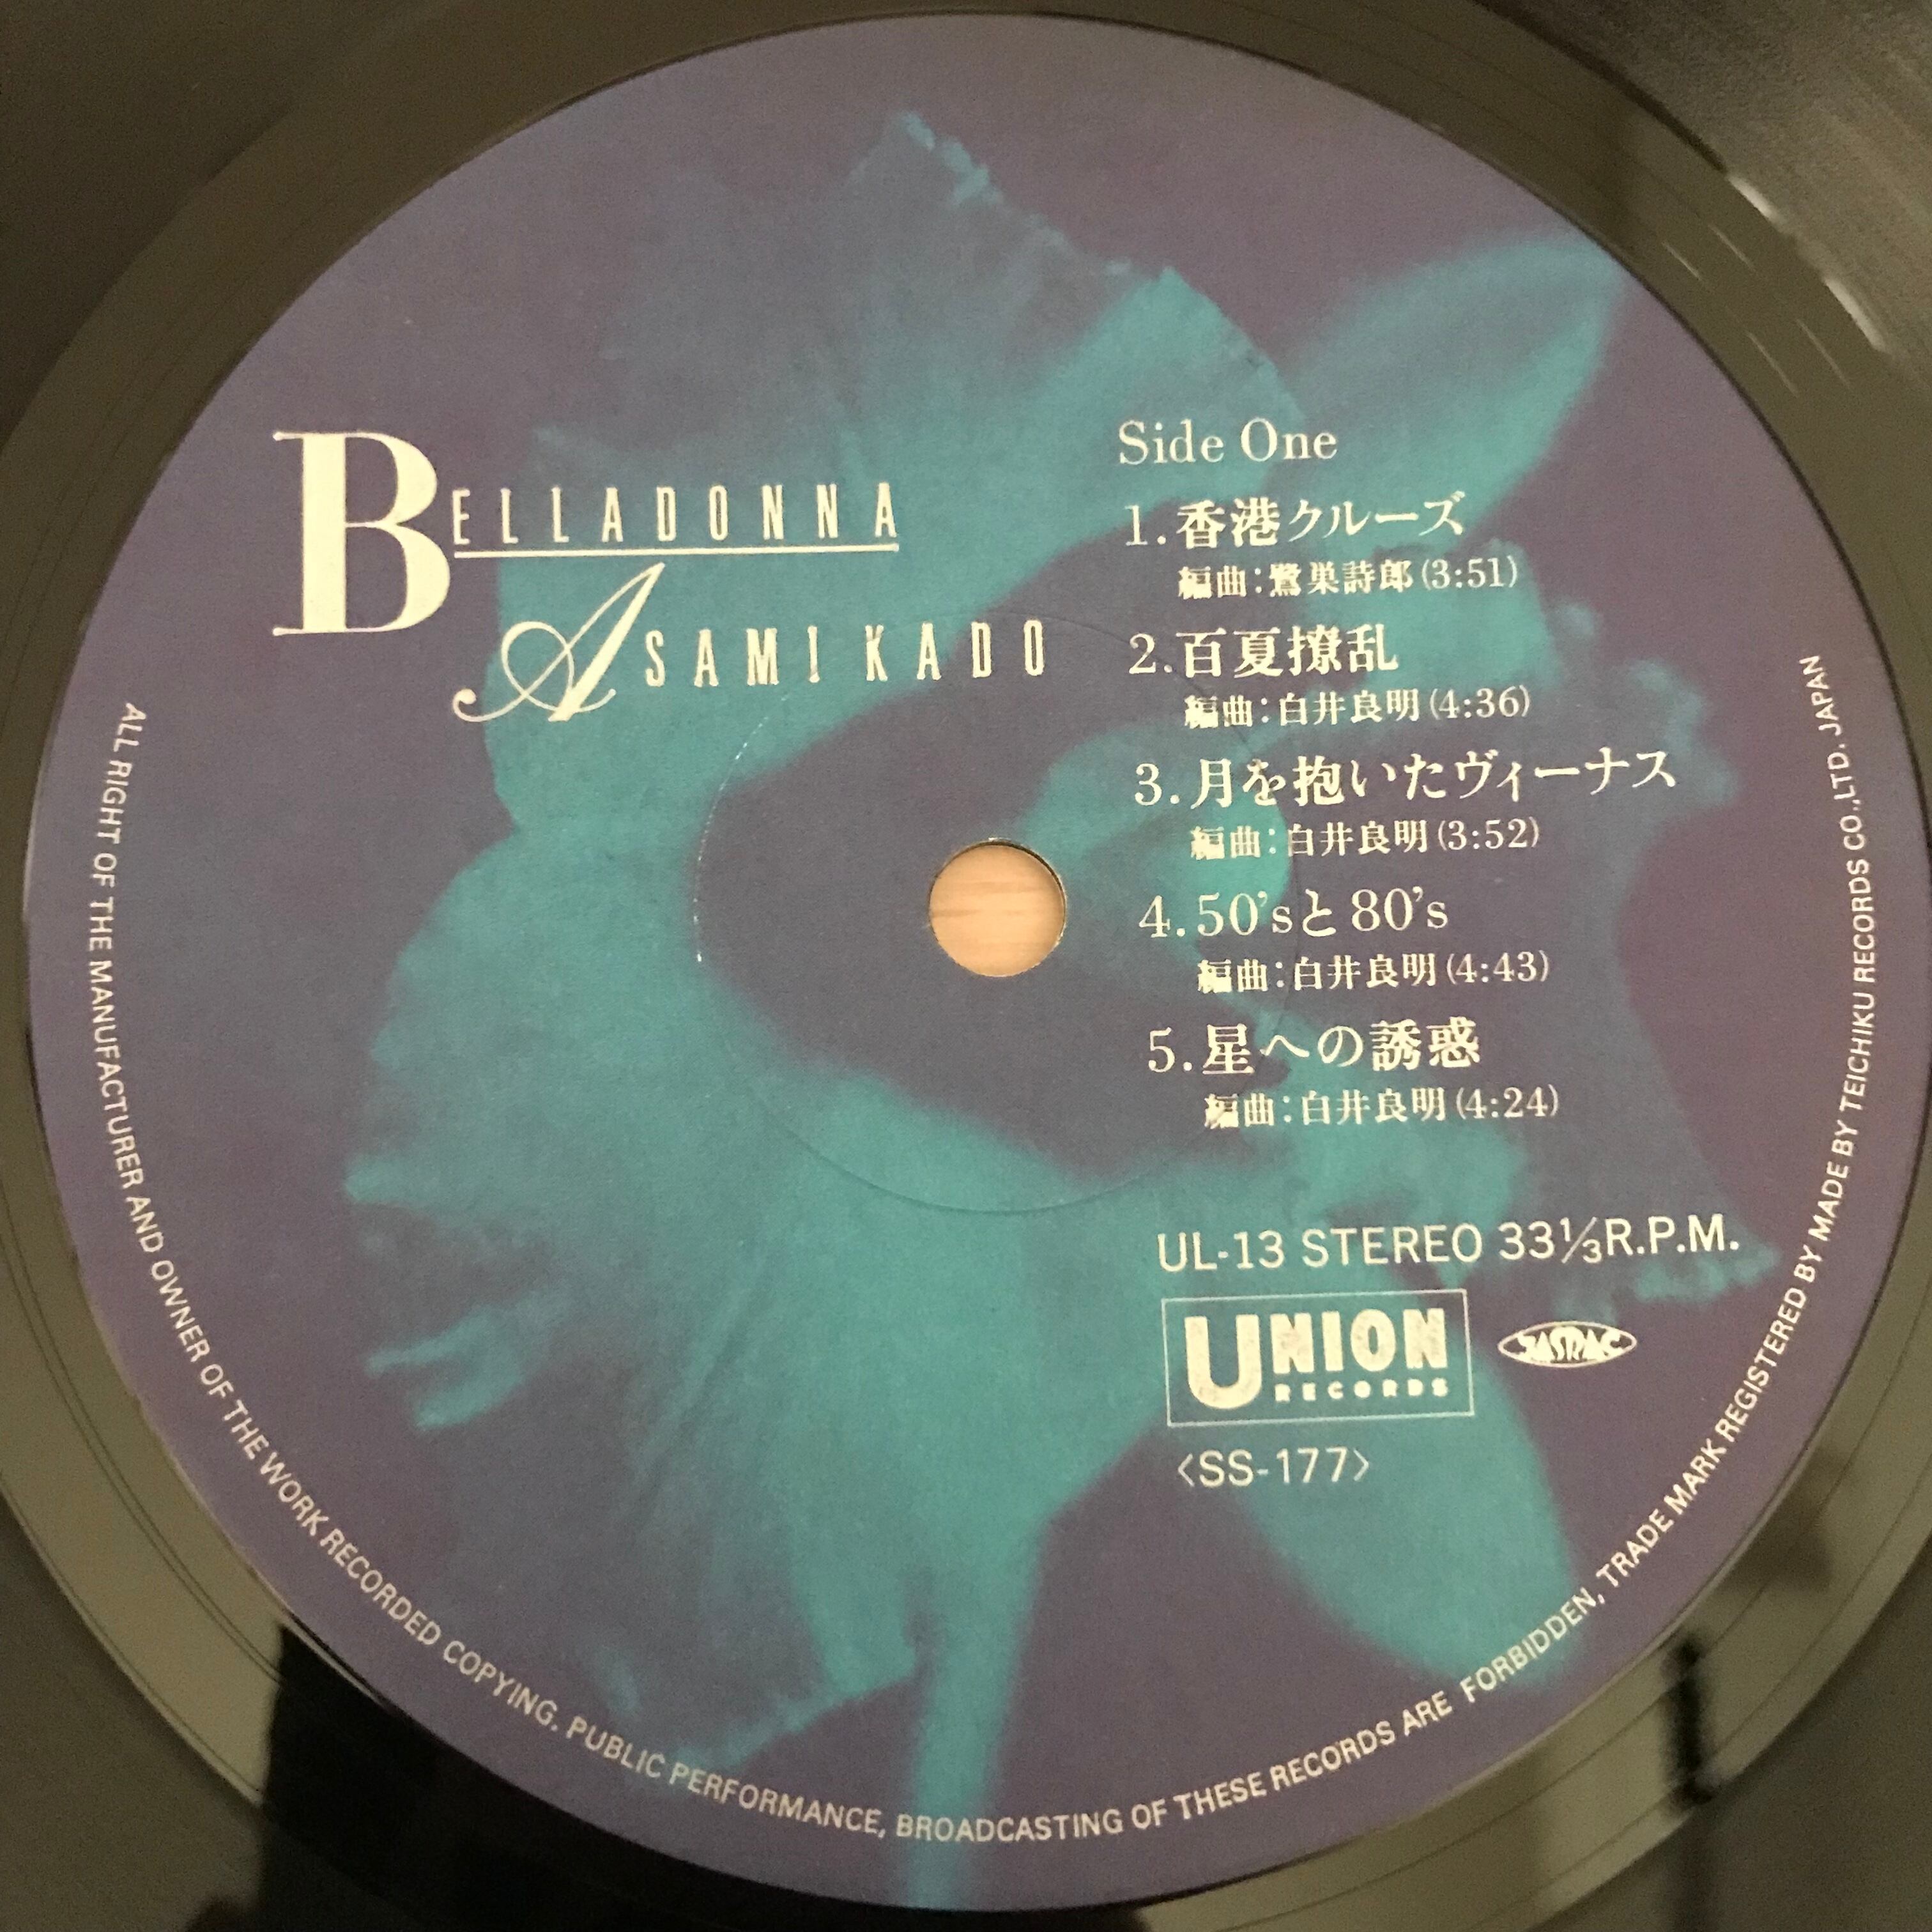 BELLADONNA
ASAMI KADO
Side One
1.香港クルーズ
編曲:鷺巣詩郎(3:51)
2.百夏撩乱
編曲:白井良明(4:36)
3.月を抱いたヴィーナス
編曲:白井良明(3:52)
4.50'sと80's
編曲:白井良明(4:43)
5.星への誘惑
編曲:白井良明(4:24)
UL-13 STEREO 33⅓R.P.M.
UNION
RECORDS
JASRAC
〈SS-177〉
ALL RIGHT OF THE MANUFACTURER AND OWNER OF THE WORK RECORDED COPYING, PUBLIC PERFORMANCE, BROADCASTING OF THESE RECORDS ARE FORBIDDEN, TRADE MARK REGISTERED BY MADE BY TEICHIKU RECORDS CO.,LTD. JAPAN